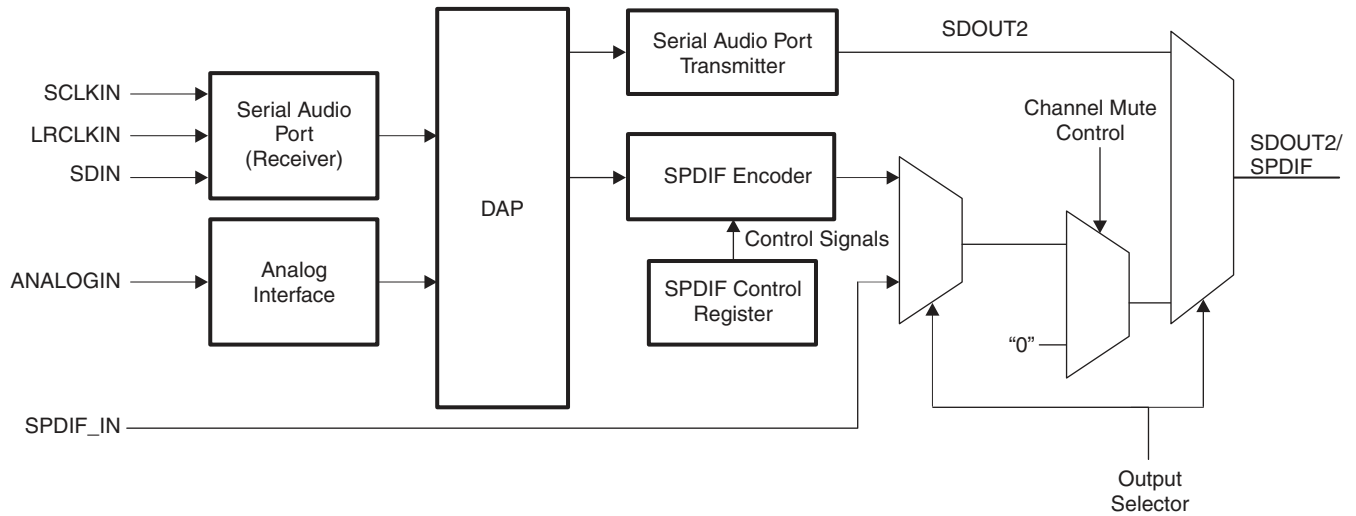 SCLKIN
LRCLKIN
SDIN
ANALOGIN
SPDIF_IN
Serial Audio
Port
(Receiver)
Analog
Interface
DAP
Serial Audio Port
Transmitter
SPDIF Encoder
Control Signals
SPDIF Control
Register
SDOUT2
Channel Mute
Control
“0”
SDOUT2/
SPDIF
Output
Selector